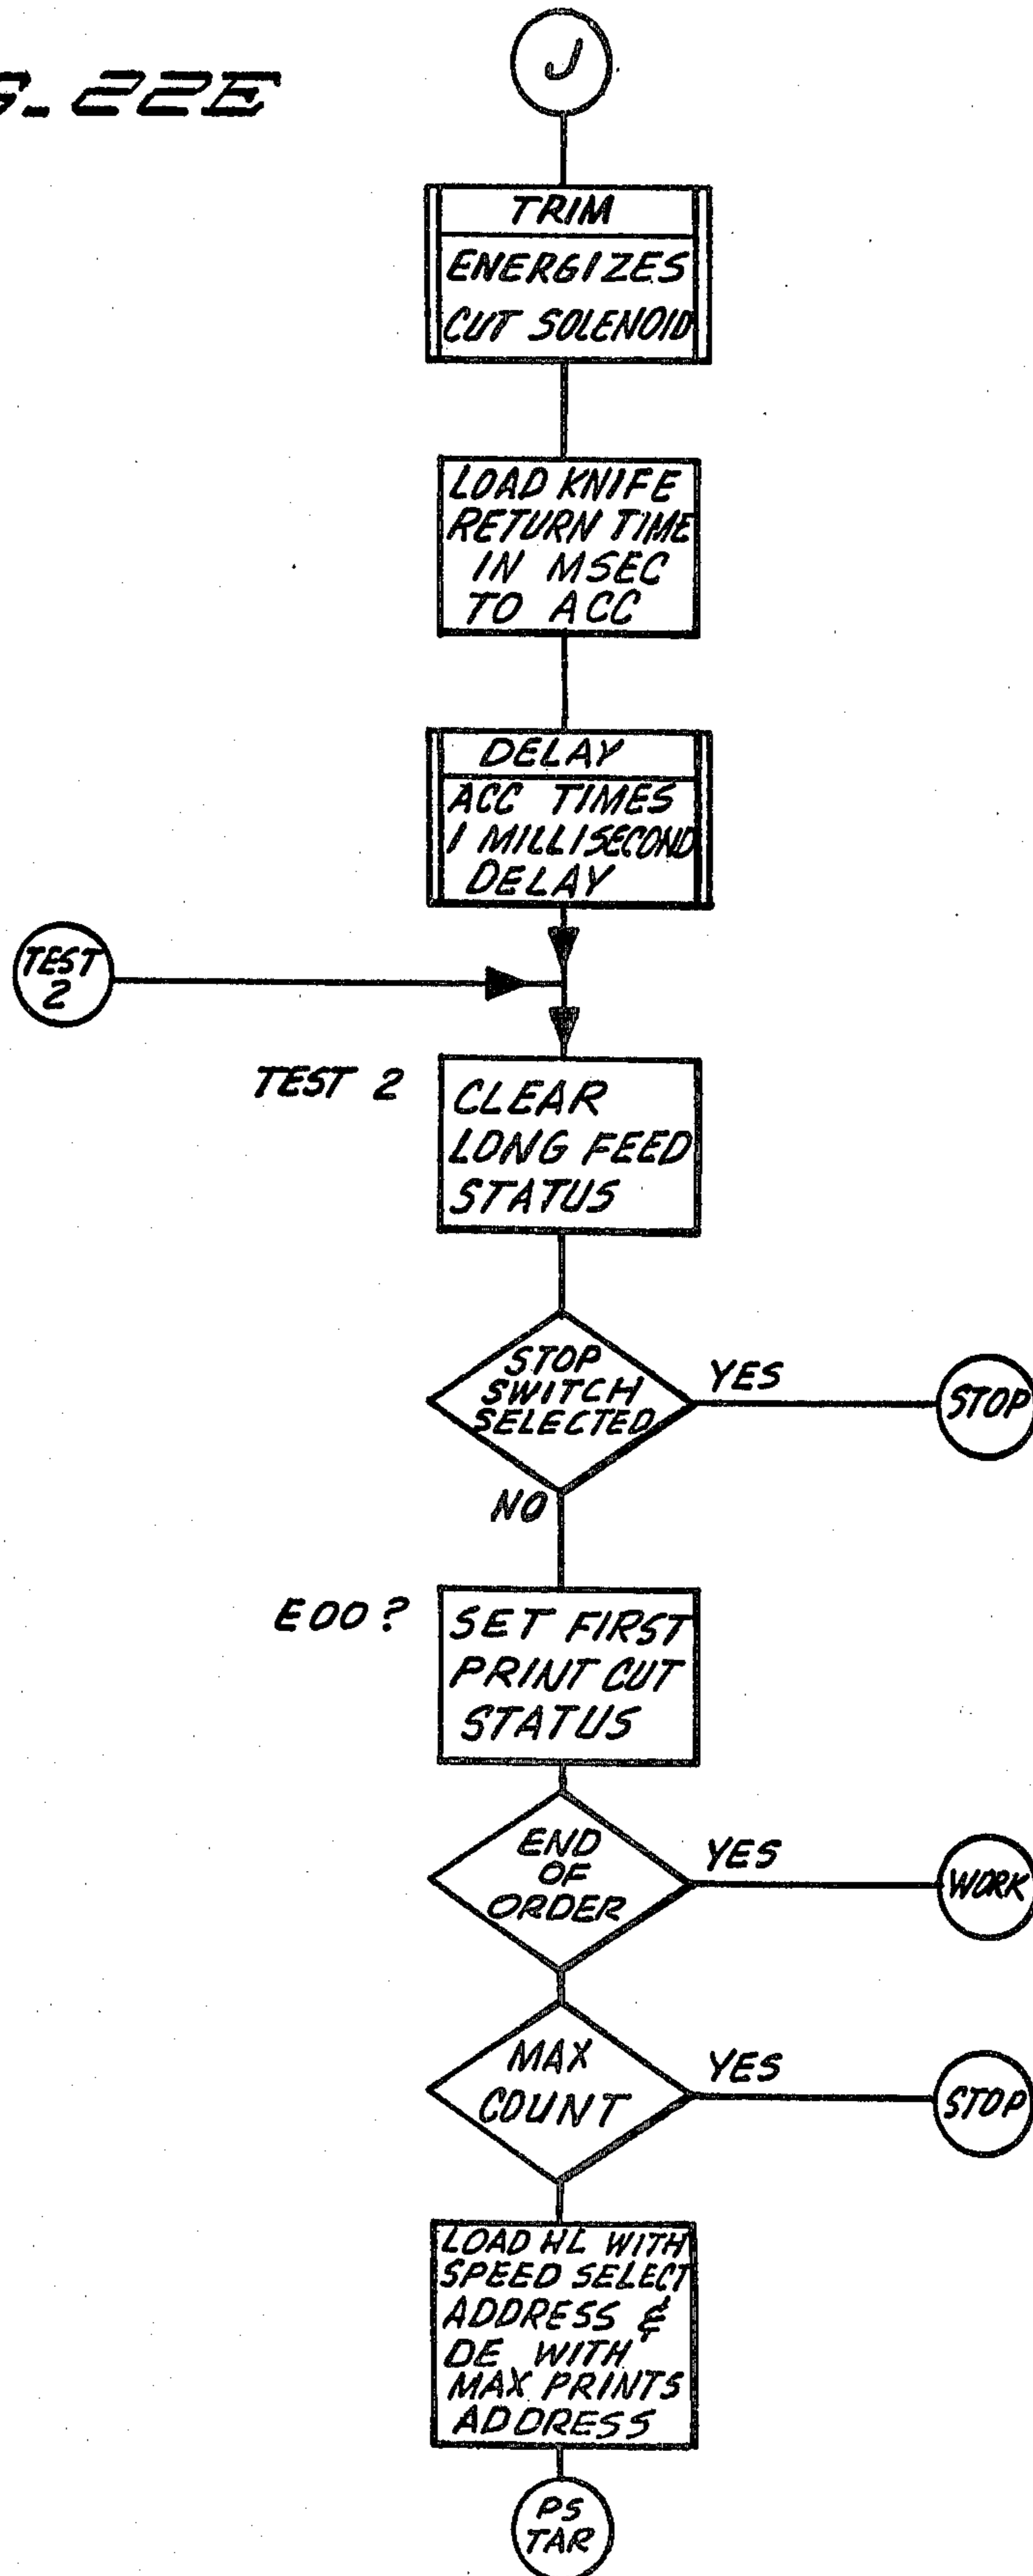 G-22E
J
TRIM
ENERGIZES
CUT SOLENOID
LOAD KNIFE
RETURN TIME
IN MSEC
TO ACC
DELAY
ACC TIMES
1 MILLISECOND
DELAY
TEST
2
TEST 2
CLEAR
LONG FEED
STATUS
STOP
SWITCH
SELECTED
YES
STOP
NO
EOO?
SET FIRST
PRINT CUT
STATUS
END
OF
ORDER
YES
WORK
MAX
COUNT
YES
STOP
LOAD HL WITH
SPEED SELECT
ADDRESS &
DE WITH
MAX PRINTS
ADDRESS
PS
TAR